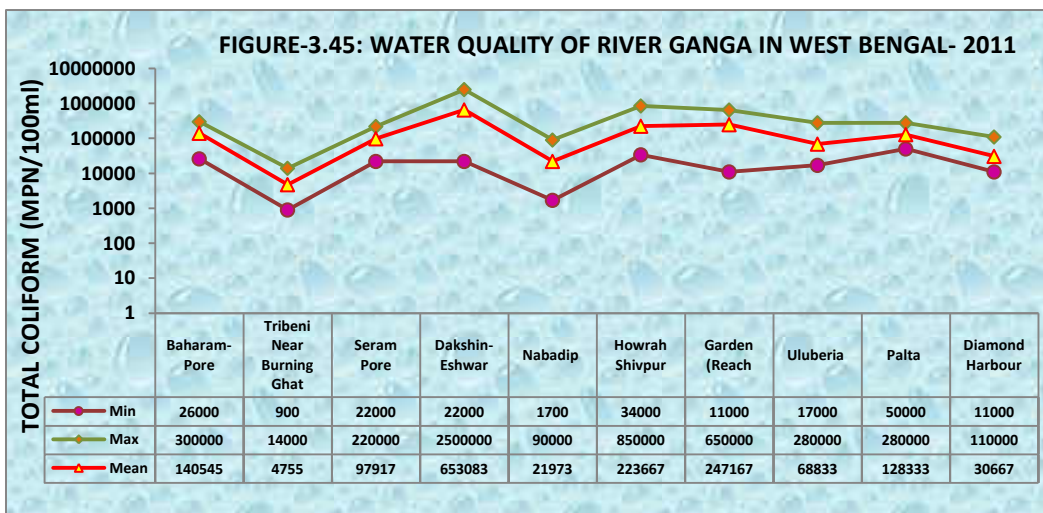 FIGURE-3.45: WATER QUALITY OF RIVER GANGA IN WEST BENGAL- 2011
TOTAL COLIFORM (MPN/100ml)
10000000
1000000
100000
10000
1000
100
10
1
Baharam-Pore Tribeni Near Burning Ghat Seram Pore Dakshin-Eshwar Nabadip Howrah Shivpur Garden (Reach Uluberia Palta Diamond Harbour
Min 26000 900 22000 22000 1700 34000 11000 17000 50000 11000
Max 300000 14000 220000 2500000 90000 850000 650000 280000 280000 110000
Mean 140545 4755 97917 653083 21973 223667 247167 68833 128333 30667